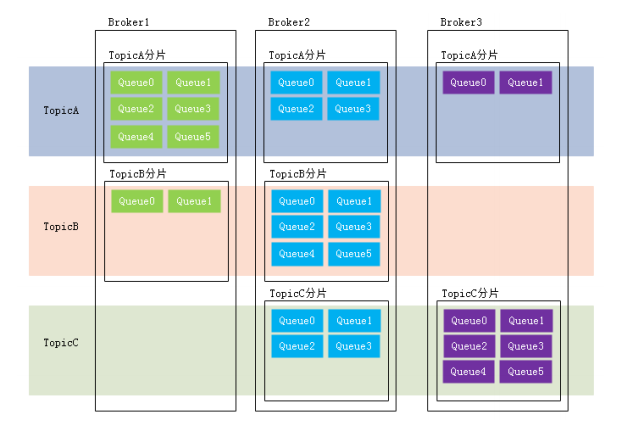 Broker1 Broker2 Broker3
TopicA分片 TopicA分片 TopicA分片
Queue0 Queue1 Queue0 Queue1 Queue0 Queue1
TopicA Queue2 Queue3 Queue2 Queue3
Queue4 Queue5
TopicB分片 TopicB分片
Queue0 Queue1 Queue0 Queue1
TopicB Queue2 Queue3
Queue4 Queue5
TopicC分片 TopicC分片
Queue0 Queue1 Queue0 Queue1
TopicC Queue2 Queue3 Queue2 Queue3
Queue4 Queue5